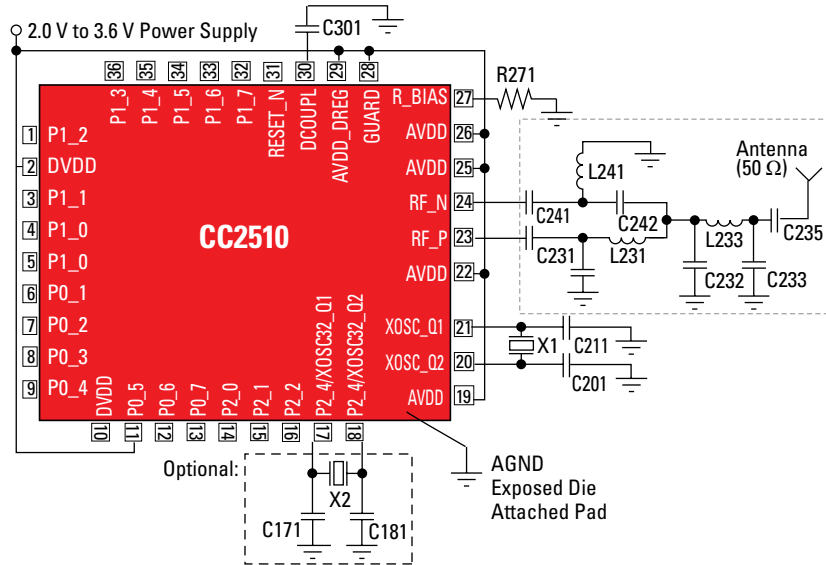 2.0 V to 3.6 V Power Supply
C301
36 35 34 33 32 31 30 29 28
P1_3 P1_4 P1_5 P1_6 P1_7 RESET_N DCOUPL AVDD_DREG GUARD
R_BIAS 27 R271
1 P1_2
AVDD 26
2 DVDD
AVDD 25
3 P1_1
RF_N 24
4 P1_0
RF_P 23
5 P1_0
AVDD 22
6 P0_1
7 P0_2
XOSC_Q1 21
8 P0_3
XOSC_Q2 20
9 P0_4
AVDD 19
CC2510
DVDD P0_5 P0_6 P0_7 P2_0 P2_1 P2_2 P2_4/XOSC32_Q1 P2_4/XOSC32_Q2
10 11 12 13 14 15 16 17 18
Antenna
(50 Ω)
L241
C241 C242
C231 L231
L233 C235
C232 C233
X1 C211
C201
Optional:
X2
C171 C181
AGND
Exposed Die
Attached Pad